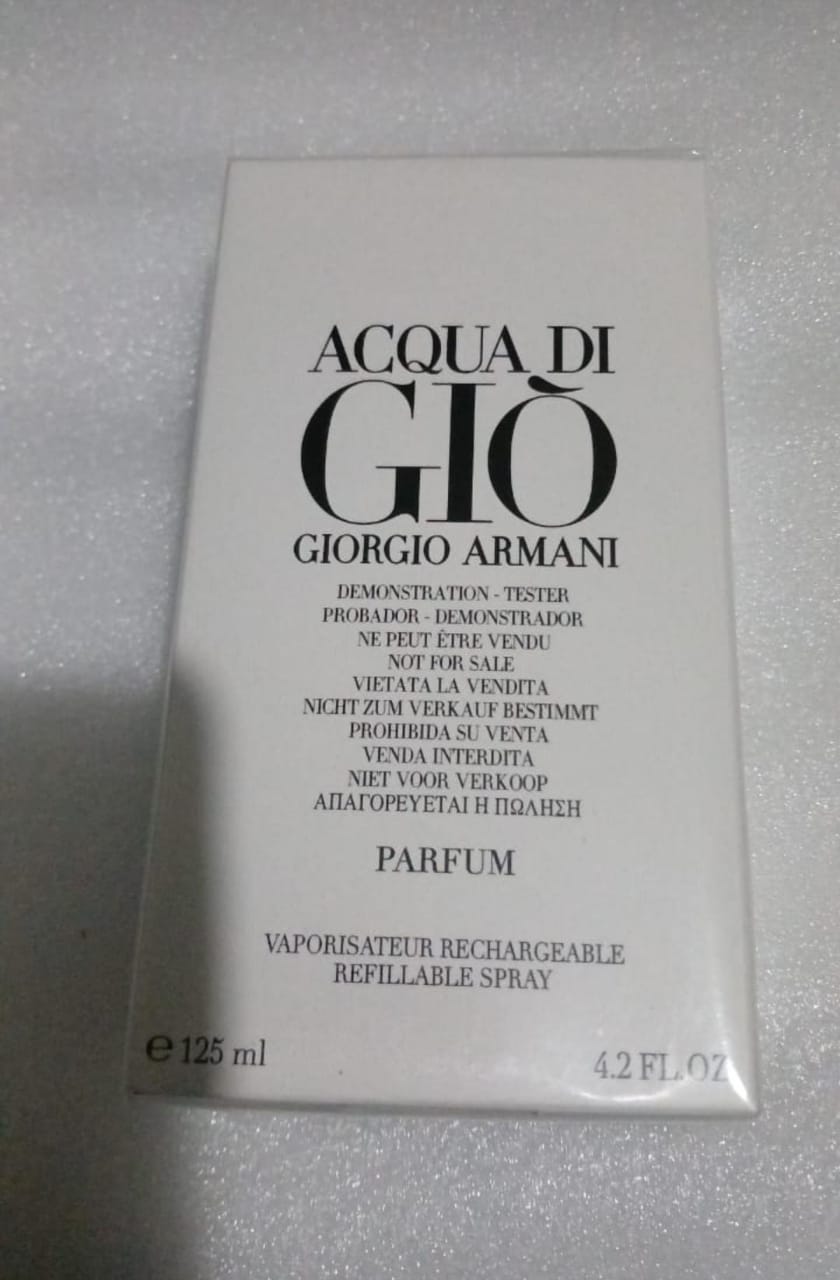 ACQUA DI
GIÒ
GIORGIO ARMANI
DEMONSTRATION - TESTER
PROBADOR - DEMONSTRADOR
NE PEUT ÊTRE VENDU
NOT FOR SALE
VIETATA LA VENDITA
NICHT ZUM VERKAUF BESTIMMT
PROHIBIDA SU VENTA
VENDA INTERDITA
NIET VOOR VERKOOP
ΑΠΑΓΟΡΕΥΕΤΑΙ Η ΠΩΛΗΣΗ
PARFUM
VAPORISATEUR RECHARGEABLE
REFILLABLE SPRAY
℮ 125 ml 4.2 FL.OZ